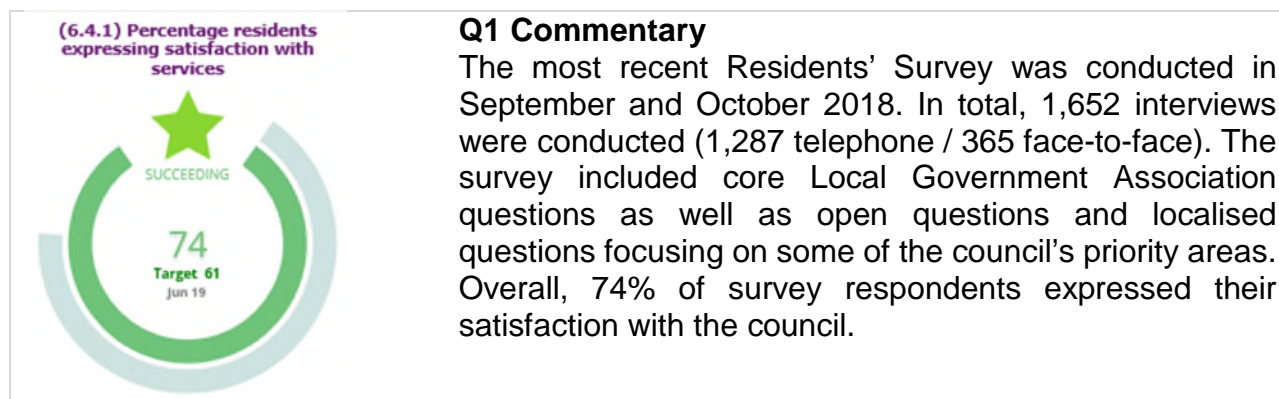 (6.4.1) Percentage residents
expressing satisfaction with
services
SUCCEEDING
74
Target 61
Jun 19
Q1 Commentary
The most recent Residents' Survey was conducted in
September and October 2018. In total, 1,652 interviews
were conducted (1,287 telephone / 365 face-to-face). The
survey included core Local Government Association
questions as well as open questions and localised
questions focusing on some of the council's priority areas.
Overall, 74% of survey respondents expressed their
satisfaction with the council.